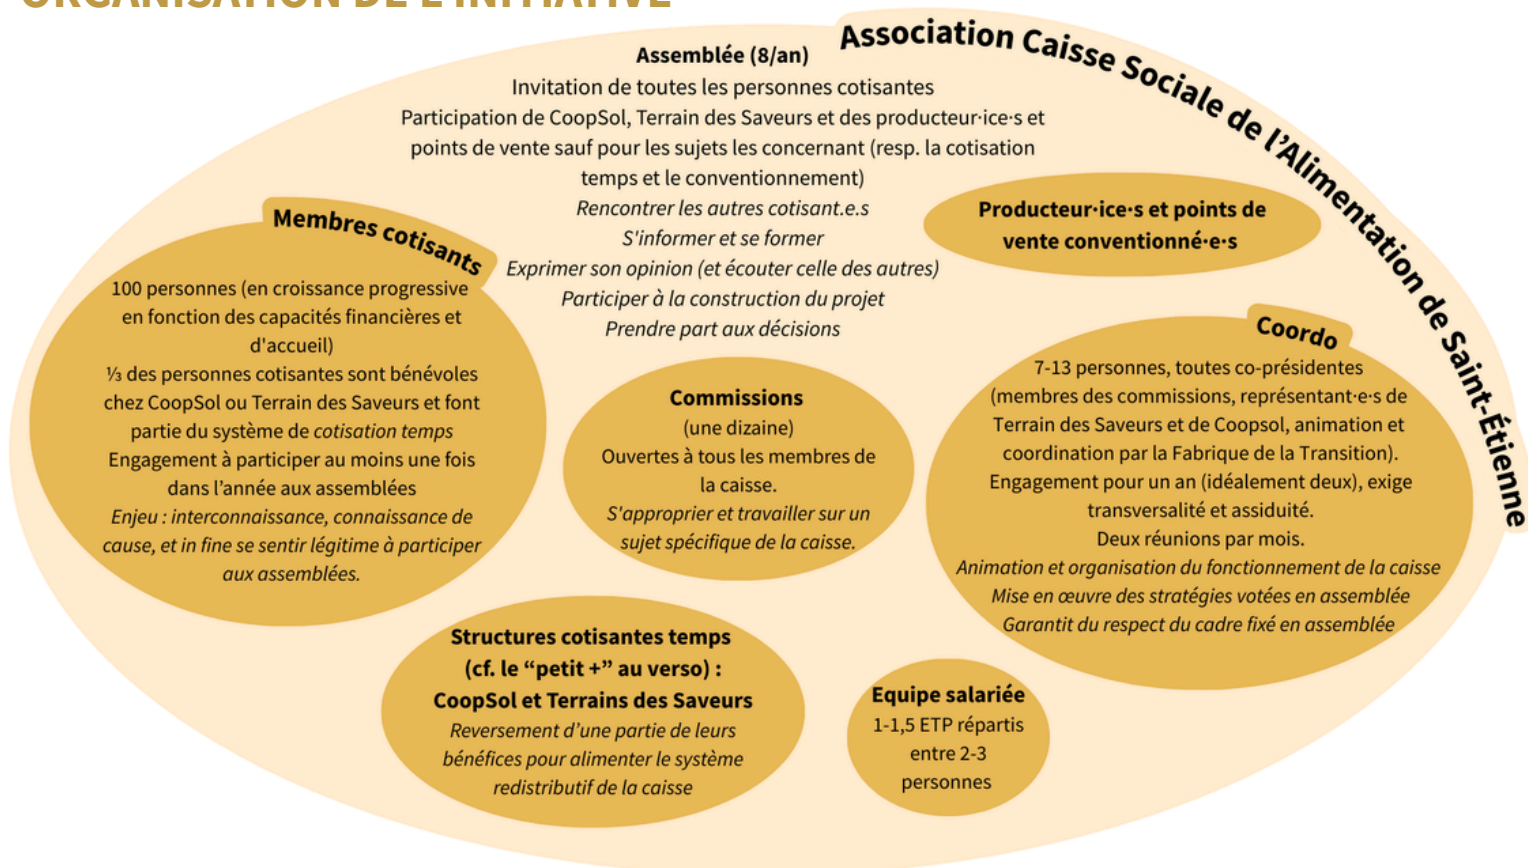 ORGANISATION DE L'INITIATIVE
Association Caisse Sociale de l'Alimentation de Saint-Étienne
Assemblée (8/an)
Invitation de toutes les personnes cotisantes
Participation de CoopSol, Terrain des Saveurs et des producteur·ice·s et
points de vente sauf pour les sujets les concernant (resp. la cotisation
temps et le conventionnement)
Rencontrer les autres cotisant.e.s
S'informer et se former
Exprimer son opinion (et écouter celle des autres)
Participer à la construction du projet
Prendre part aux décisions
Producteur·ice·s et points de
vente conventionné·e·s
Membres cotisants
100 personnes (en croissance progressive
en fonction des capacités financières et
d'accueil)
⅓ des personnes cotisantes sont bénévoles
chez CoopSol ou Terrain des Saveurs et font
partie du système de cotisation temps
Engagement à participer au moins une fois
dans l’année aux assemblées
Enjeu : interconnaissance, connaissance de
cause, et in fine se sentir légitime à participer
aux assemblées.
Commissions
(une dizaine)
Ouvertes à tous les membres de
la caisse.
S'approprier et travailler sur un
sujet spécifique de la caisse.
Coordo
7-13 personnes, toutes co-présidentes
(membres des commissions, représentant·e·s de
Terrain des Saveurs et de Coopsol, animation et
coordination par la Fabrique de la Transition).
Engagement pour un an (idéalement deux), exige
transversalité et assiduité.
Deux réunions par mois.
Animation et organisation du fonctionnement de la caisse
Mise en œuvre des stratégies votées en assemblée
Garantit du respect du cadre fixé en assemblée
Structures cotisantes temps
(cf. le “petit +” au verso) :
CoopSol et Terrains des Saveurs
Reversement d’une partie de leurs
bénéfices pour alimenter le système
redistributif de la caisse
Equipe salariée
1-1,5 ETP répartis
entre 2-3
personnes